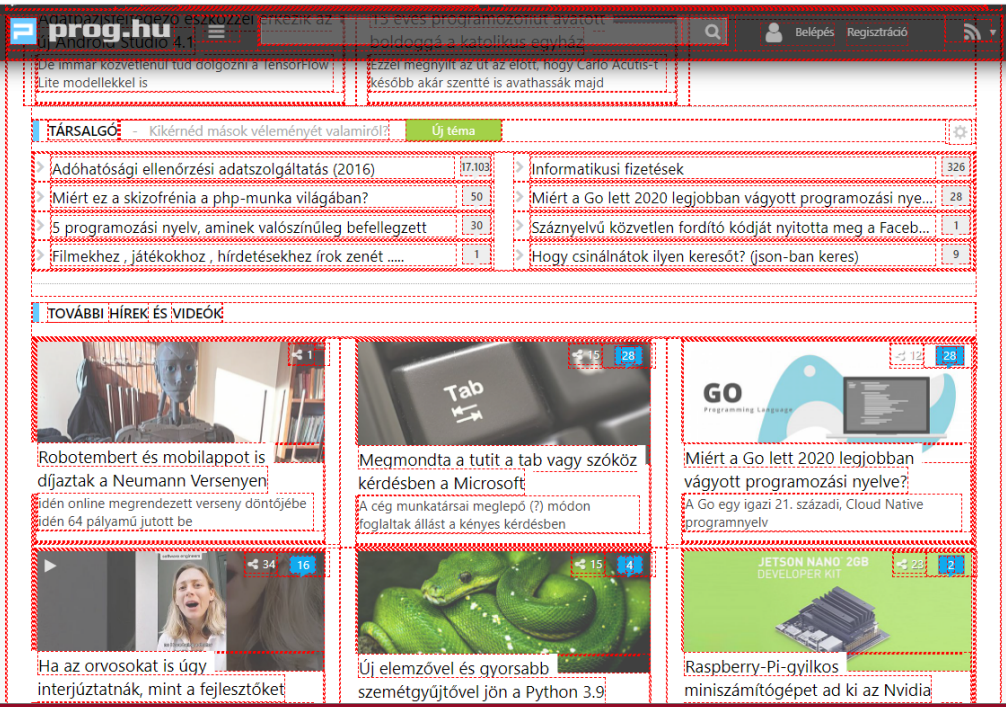 új Android Studio 4.1
15 éves programozófiút avatott
boldoggá a katolikus egyház
prog.hu
Belépés Regisztráció
De immár közvetlenül tud dolgozni a TensorFlow
Lite modellekkel is
Ezzel megnyílt az út az előtt, hogy Carlo Acutis-t
később akár szentté is avathassák majd
TÁRSALGÓ - Kikérnéd mások véleményét valamiről? Új téma
Adóhatósági ellenőrzési adatszolgáltatás (2016) 17.103
Miért ez a skizofrénia a php-munka világában? 50
5 programozási nyelv, aminek valószínűleg befellegzett 30
Filmekhez , játékokhoz , hírdetésekhez írok zenét ..... 1
Informatikusi fizetések 326
Miért a Go lett 2020 legjobban vágyott programozási nye... 28
Száznyelvű közvetlen fordító kódját nyitotta meg a Faceb... 1
Hogy csinálnátok ilyen keresőt? (json-ban keres) 9
TOVÁBBI HÍREK ÉS VIDEÓK
1
Robotembert és mobilappot is
díjaztak a Neumann Versenyen
idén online megrendezett verseny döntőjébe
idén 64 pályamű jutott be
15 28
Tab
Megmondta a tutit a tab vagy szóköz
kérdésben a Microsoft
A cég munkatársai meglepő (?) módon
foglaltak állást a kényes kérdésben
12 28
GO
Programming Language
Miért a Go lett 2020 legjobban
vágyott programozási nyelve?
A Go egy igazi 21. századi, Cloud Native
programnyelv
34 16
software engineers
Ha az orvosokat is úgy
interjúztatnák, mint a fejlesztőket
15 4
Új elemzővel és gyorsabb
szemétgyűjtővel jön a Python 3.9
23 2
JETSON NANO 2GB
DEVELOPER KIT
Raspberry-Pi-gyilkos
miniszámítógépet ad ki az Nvidia